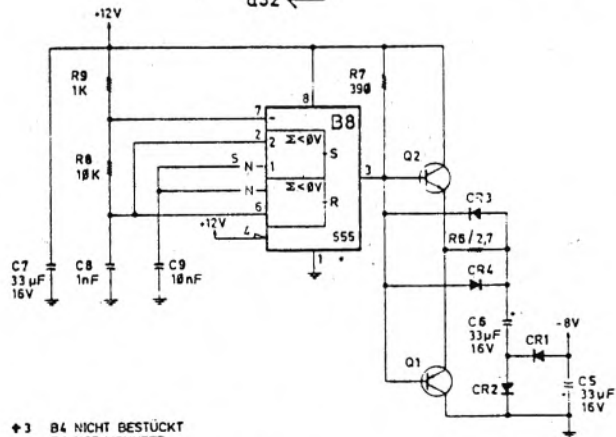 +12V
R9
1K
R8
10K
C7
33µF
16V
C8
1nF
C9
10nF
+12V
7
2
5
6
4
8
B8
2
Σ<0V
S
N
1
N
Σ<0V
R
555
1
3
R7
390
Q2
CR3
R6/2,7
CR4
C6
33µF
16V
-8V
CR1
CR2
C5
33µF
16V
Q1
+3 B4 NICHT BESTÜCKT